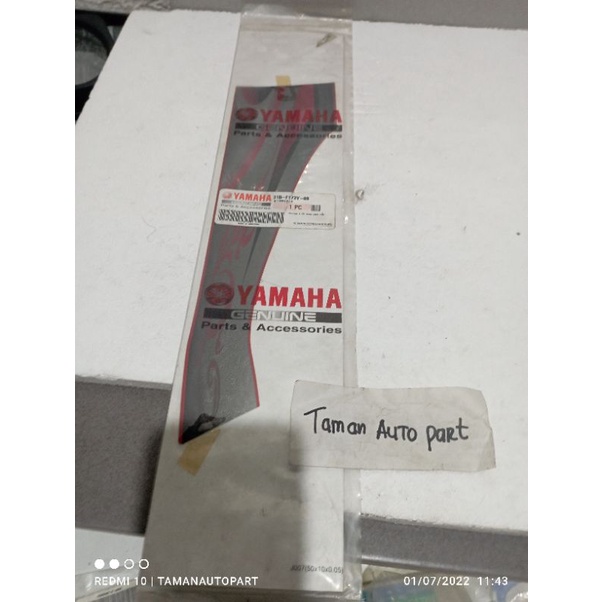 YAMAHA
GENUINE
Parts & Accessories
YAMAHA
1 PC
YAMAHA
GENUINE
Parts & Accessories
Taman AUTO part
REDMI 10 | TAMANAUTOPART
01/07/2022 11:43